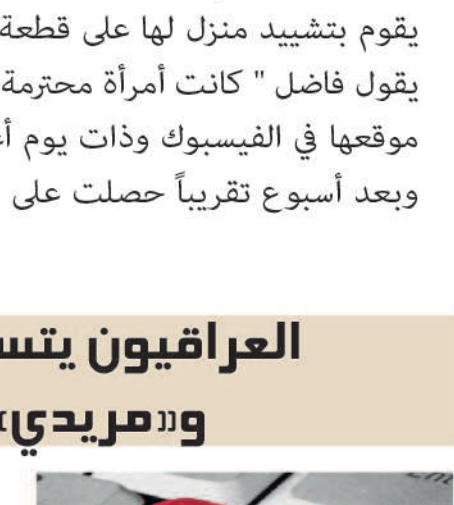 يقوم بتشييد منزل لها على قطعة
يقول فاضل " كانت أمرأة محترمة
موقعها في الفيسبوك وذات يوم
وبعد أسبوع تقريباً حصلت على
العراقيون
و«مريدي»